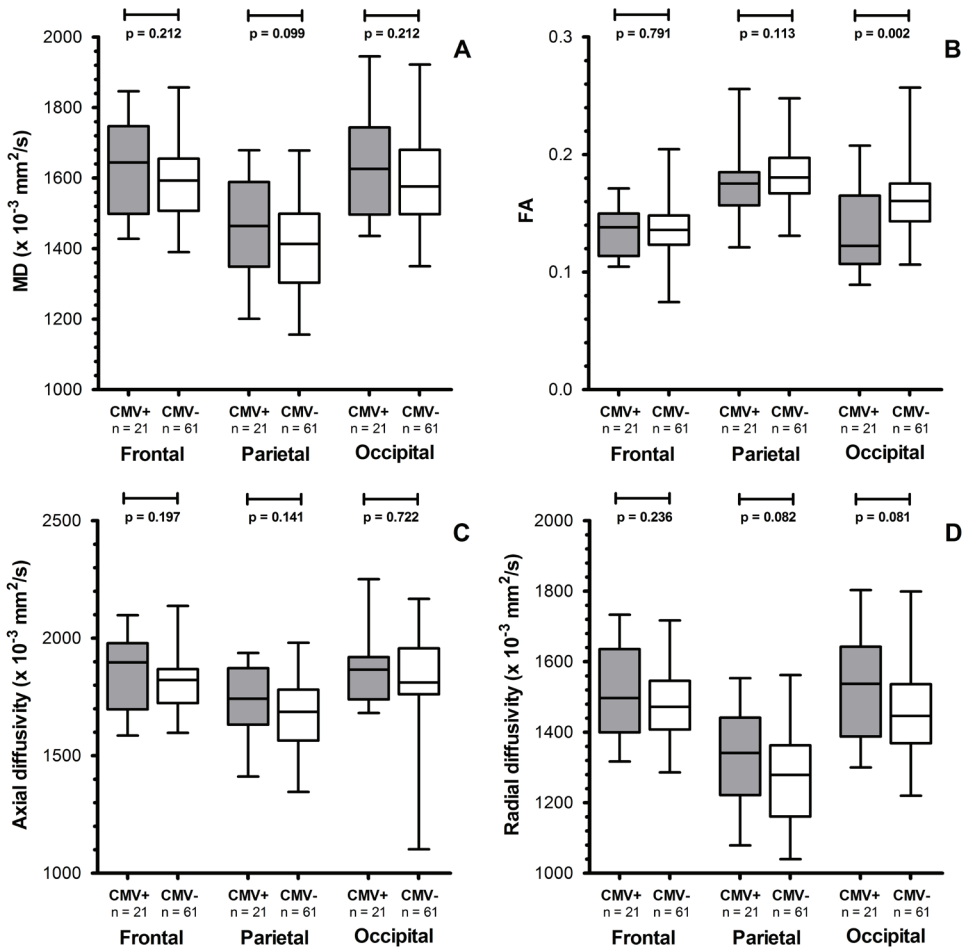 p = 0.212 p = 0.099 p = 0.212
A
MD (x 10⁻³ mm²/s)
2000
1800
1600
1400
1200
1000
CMV+ CMV- CMV+ CMV- CMV+ CMV-
n = 21 n = 61 n = 21 n = 61 n = 21 n = 61
Frontal Parietal Occipital
p = 0.791 p = 0.113 p = 0.002
B
FA
0.3
0.2
0.1
0.0
CMV+ CMV- CMV+ CMV- CMV+ CMV-
n = 21 n = 61 n = 21 n = 61 n = 21 n = 61
Frontal Parietal Occipital
p = 0.197 p = 0.141 p = 0.722
C
Axial diffusivity (x 10⁻³ mm²/s)
2500
2000
1500
1000
CMV+ CMV- CMV+ CMV- CMV+ CMV-
n = 21 n = 61 n = 21 n = 61 n = 21 n = 61
Frontal Parietal Occipital
p = 0.236 p = 0.082 p = 0.081
D
Radial diffusivity (x 10⁻³ mm²/s)
2000
1800
1600
1400
1200
1000
CMV+ CMV- CMV+ CMV- CMV+ CMV-
n = 21 n = 61 n = 21 n = 61 n = 21 n = 61
Frontal Parietal Occipital